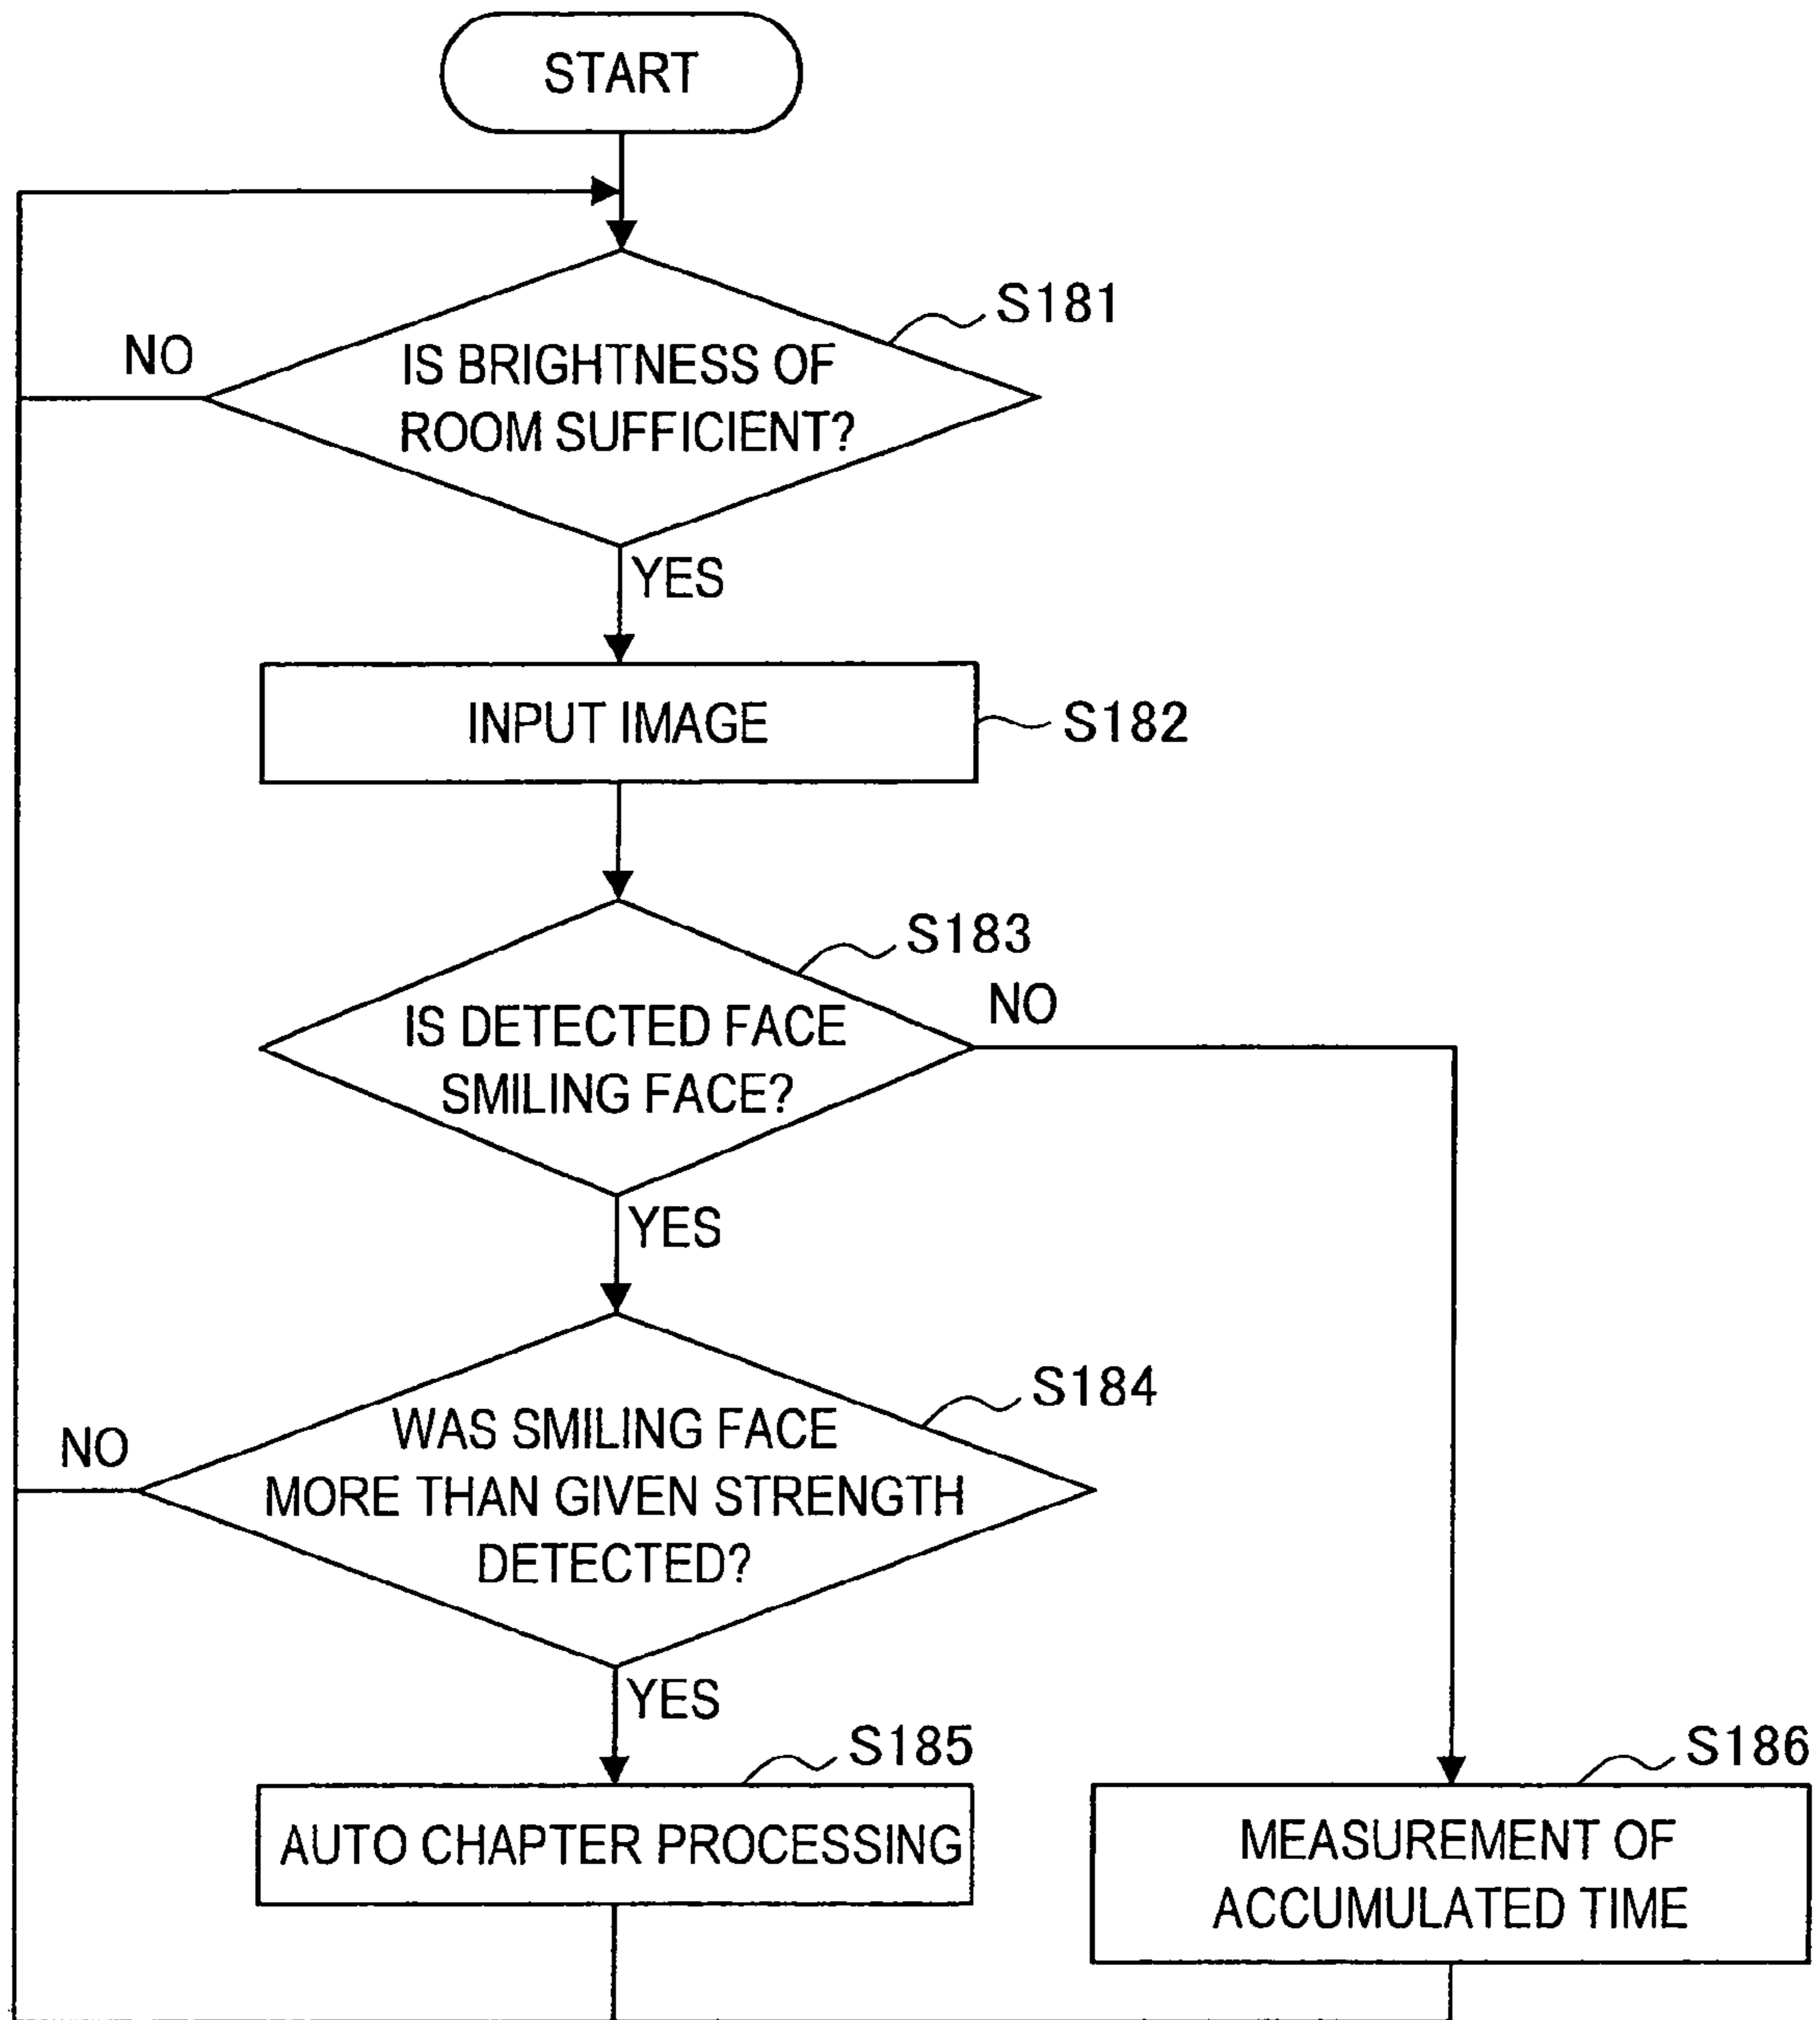 START
S181
NO
IS BRIGHTNESS OF
ROOM SUFFICIENT?
YES
INPUT IMAGE
S182
S183
NO
IS DETECTED FACE
SMILING FACE?
YES
S184
NO
WAS SMILING FACE
MORE THAN GIVEN STRENGTH
DETECTED?
YES
S185
AUTO CHAPTER PROCESSING
S186
MEASUREMENT OF
ACCUMULATED TIME